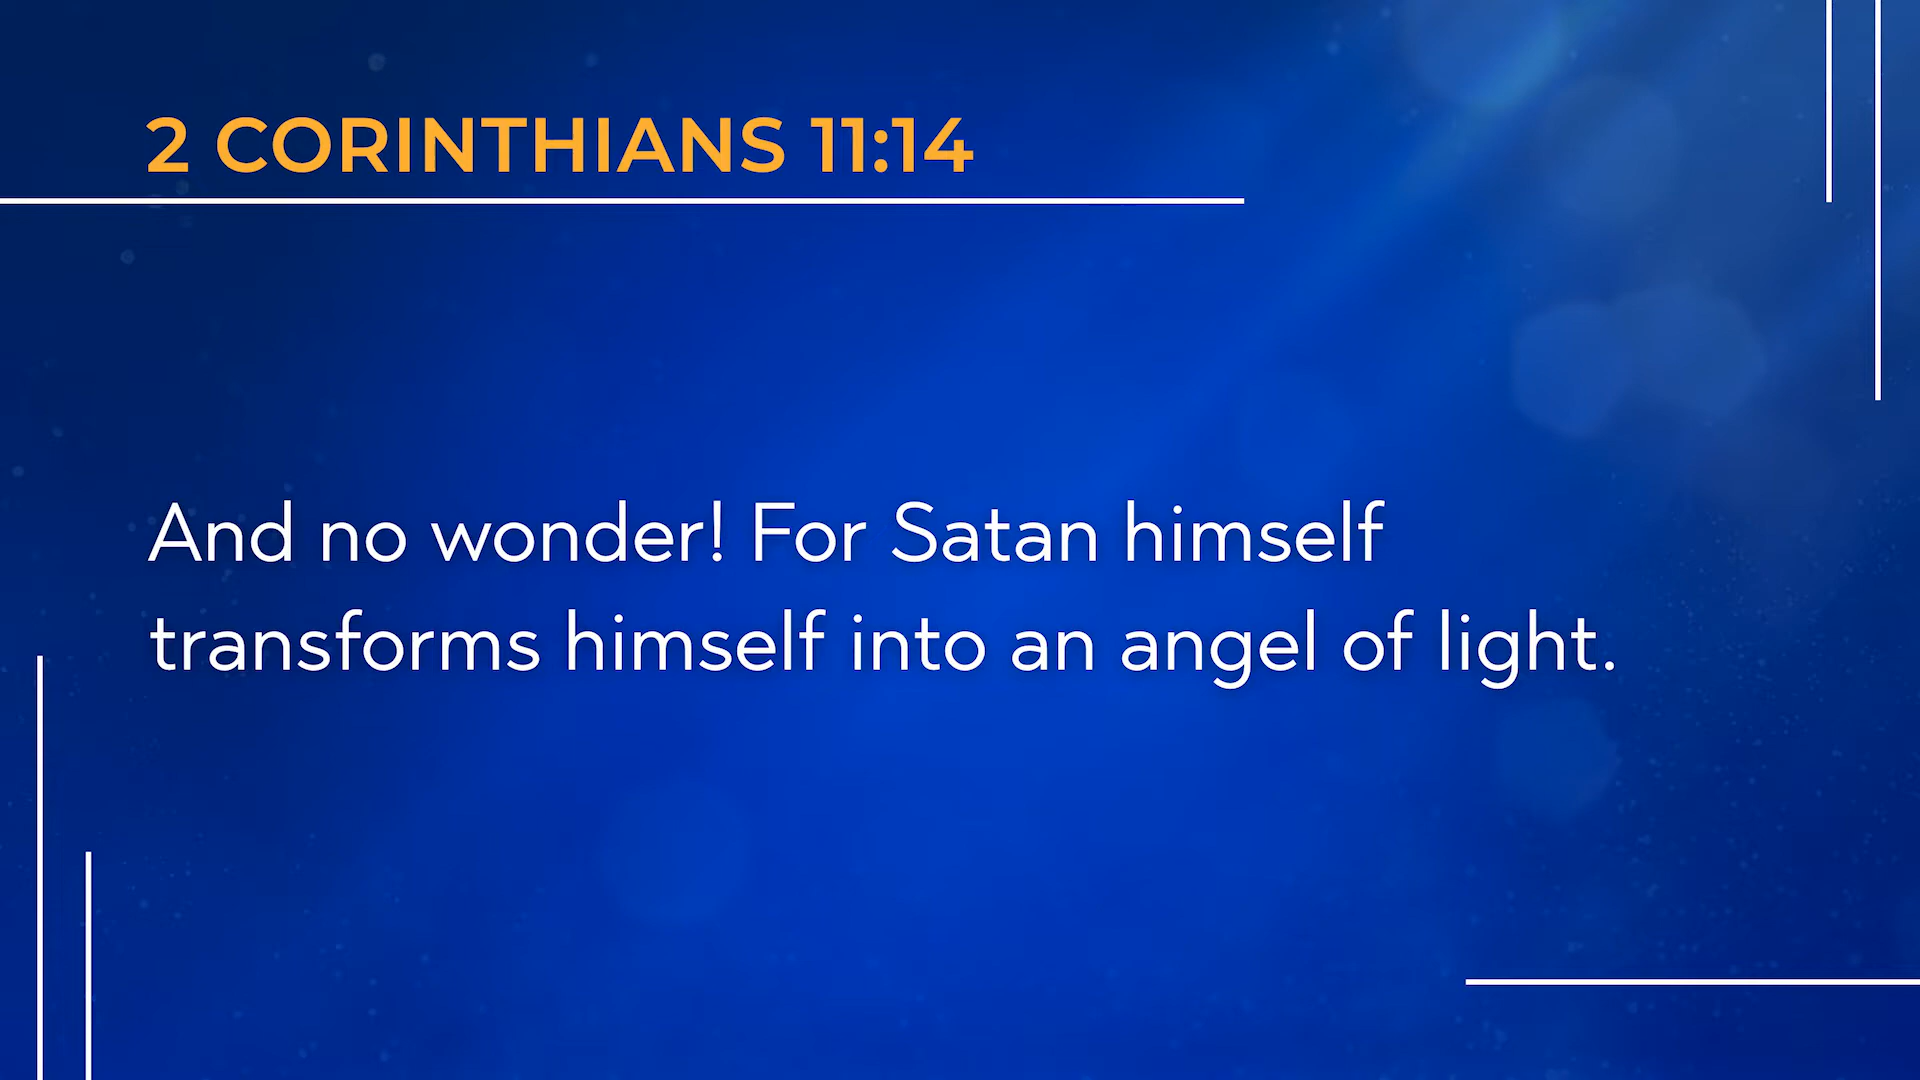 2 CORINTHIANS 11:14
And no wonder! For Satan himself
transforms himself into an angel of light.